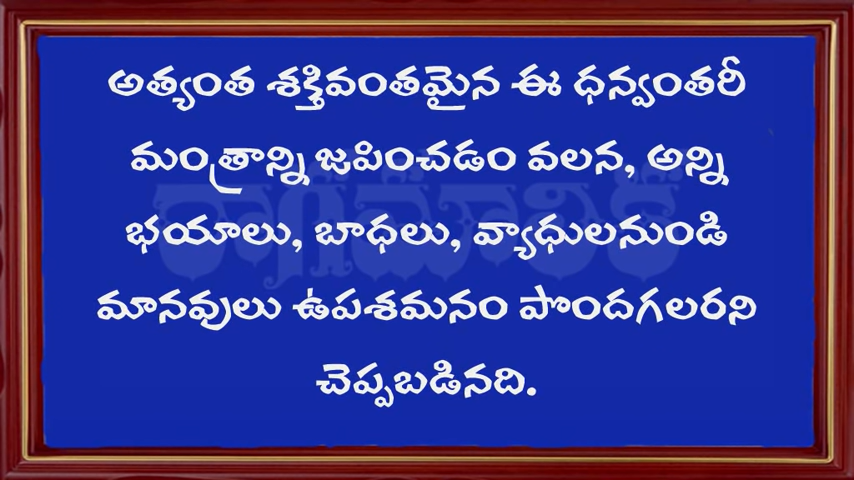 అత్యంత శక్తివంతమైన ఈ ధన్వంతరీ
మంత్రాన్ని జపించడం వలన, అన్ని
భయాలు, బాధలు, వ్యాధులనుండి
మానవులు ఉపశమనం పొందగలరని
చెప్పబడినది.